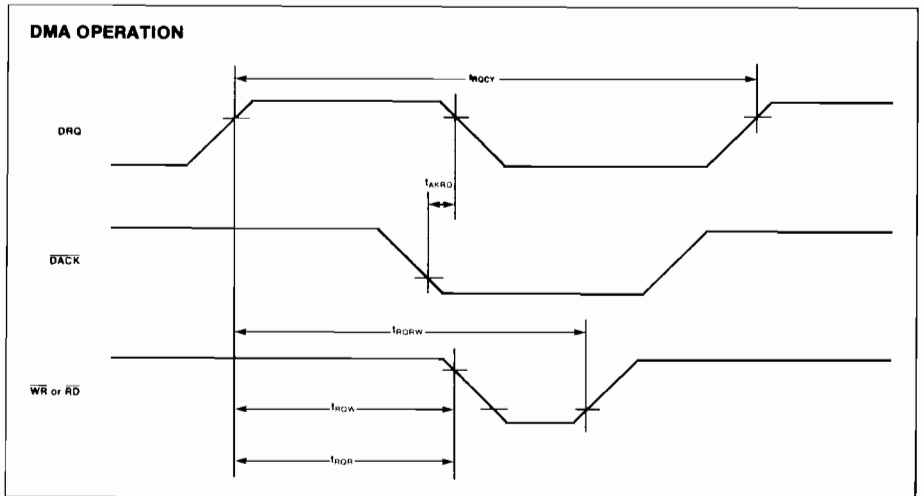 DMA OPERATION
tRQCY
DRQ
tAKRQ
DACK
tRQRW
WR or RD
tRQW
tRQR